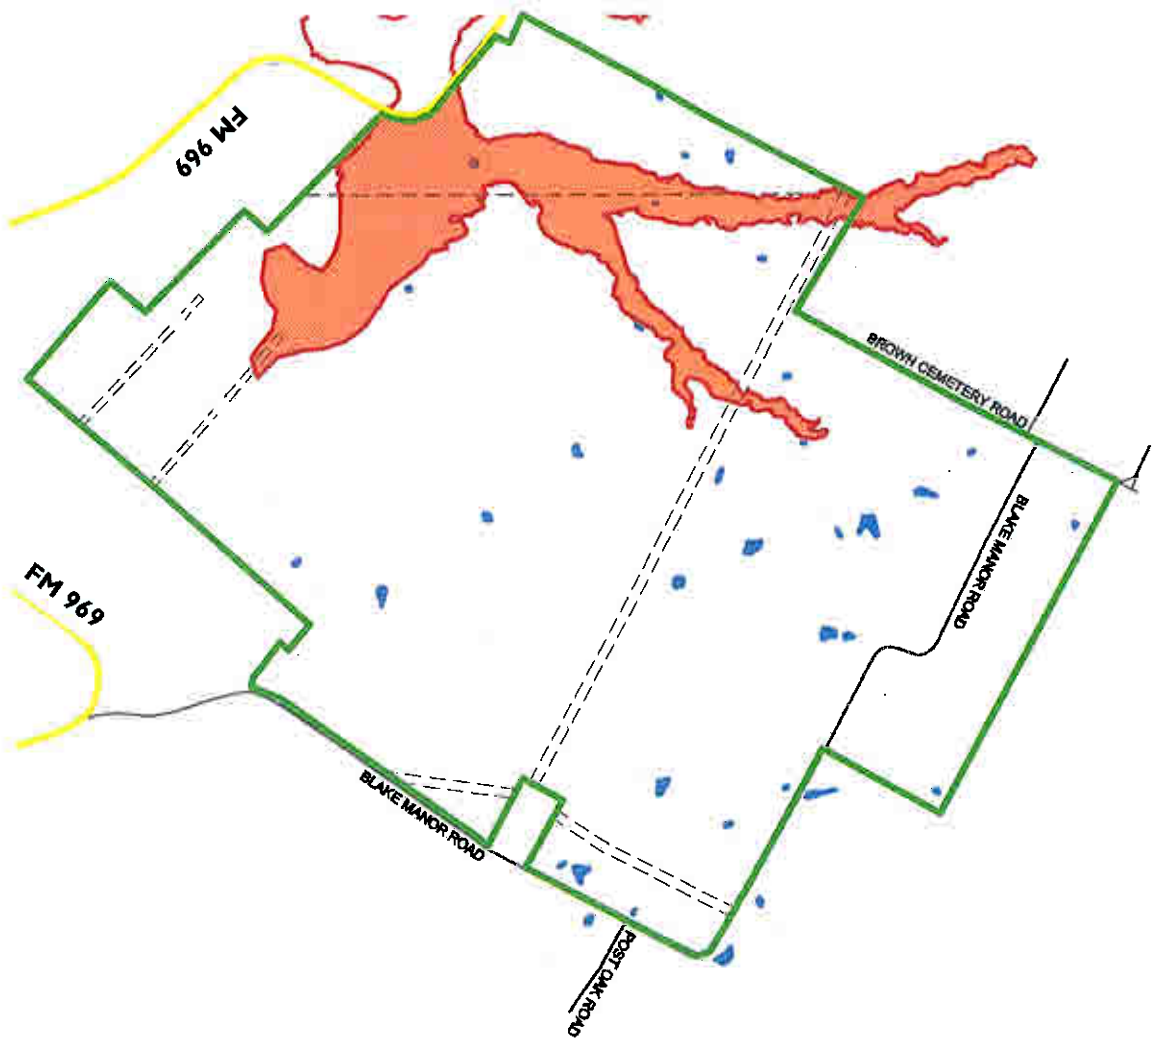 FM 969
BROWN CEMETERY ROAD
BLAKE MANOR ROAD
FM 969
BLAKE MANOR ROAD
POST OAK ROAD